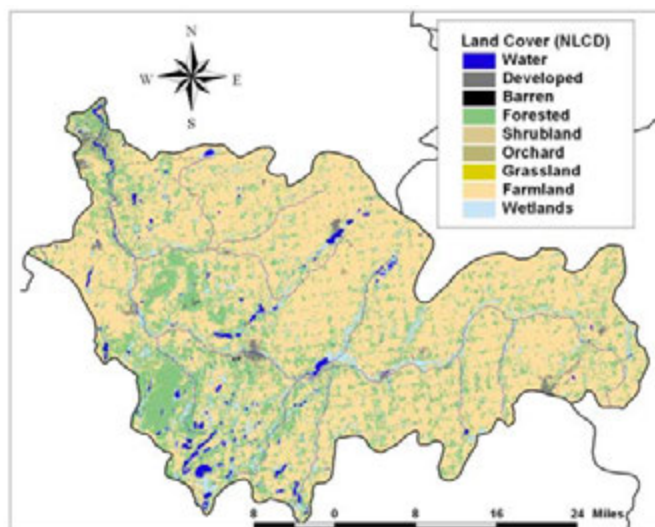 N
W E
S
Land Cover (NLCD)
Water
Developed
Barren
Forested
Shrubland
Orchard
Grassland
Farmland
Wetlands
8 0 8 16 24 Miles